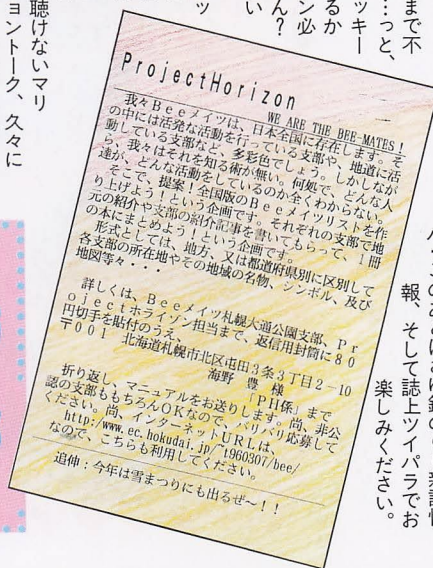 報、そして誌上ツイパラでお
楽しみください。
ProjectHorizon
WE ARE THE BEE-MATES!
我々Beeメイツは、日本全国に存在します。そ
の中には活発な活動を行っている支部や、地道に活
動している支部など、多彩色でしょう。しかしなが
ら、我々はそれを知る術が無い。何処で、どんな人
達が、どんな活動をしているのか全くわからない。
そこで、提案！全国版のBeeメイツリストを作
り上げよう！という企画です。それぞれの支部で地
元の紹介や支部の紹介記事を書いてもらって、1冊
の本にまとめよう！という企画です。
形式としては、地方、又は都道府県別に区別して
各支部の所在地やその地域の名物、シンボル、及び
地図等々・・・
詳しくは、Beeメイツ札幌大通公園支部、Pr
ojectホライゾン担当まで、返信用封筒に80
円切手を貼付のうえ、
〒001 北海道札幌市北区屯田3条3丁目2−10
海野 豊 様
「PH係」まで
折り返し、マニュアルをお送りします。尚、非公
認の支部ももちろんOKなので、バリバリ応募して
ください。尚、インターネットURLは、
http://www.ec.hokudai.jp/~t960307/bee/
なので、こちらも利用してください。
追伸：今年は雪まつりにも出るぜ〜！！
まで不
…っと、
ッキー
るか
ン必
ん？
い
ッ
聴けないマリ
ョントーク、久々に